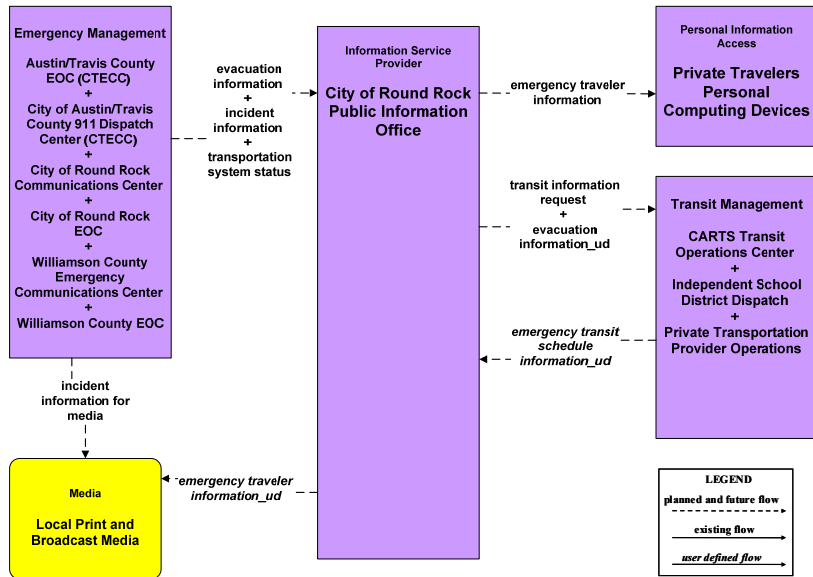 Emergency Management
Austin/Travis County
EOC (CTECC)
+
City of Austin/Travis
County 911 Dispatch
Center (CTECC)
+
City of Round Rock
Communications Center
+
City of Round Rock
EOC
+
Williamson County
Emergency
Communications Center
+
Williamson County EOC
evacuation
information
+
incident
information
+
transportation
system status
Information Service
Provider
City of Round Rock
Public Information
Office
emergency traveler
information
Personal Information
Access
Private Travelers
Personal
Computing Devices
transit information
request
+
evacuation
information_ud
Transit Management
CARTS Transit
Operations Center
+
Independent School
District Dispatch
+
Private Transportation
Provider Operations
emergency transit
schedule
information_ud
incident
information for
media
Media
Local Print and
Broadcast Media
emergency traveler
information_ud
LEGEND
planned and future flow
existing flow
user defined flow